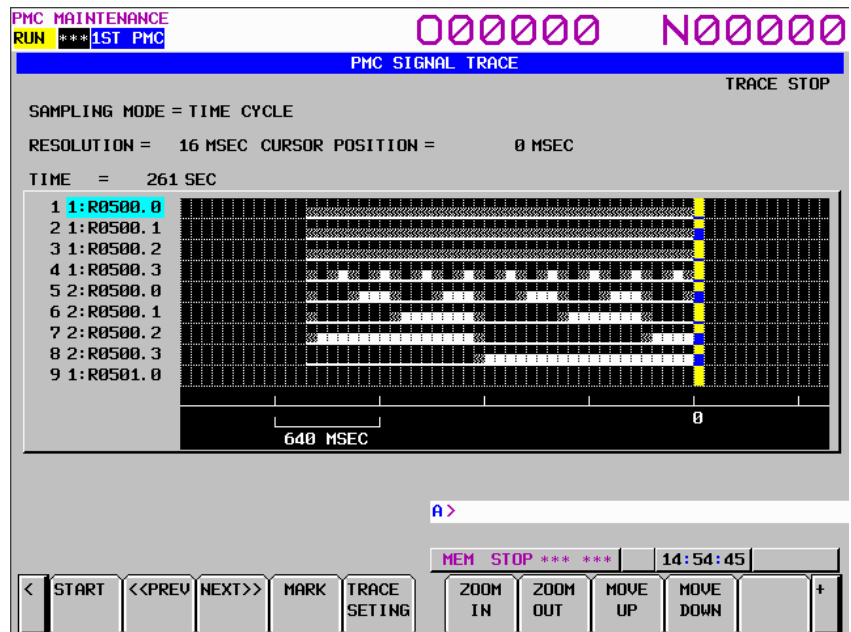 PMC MAINTENANCE
O00000 N00000
RUN ***1ST PMC
PMC SIGNAL TRACE
TRACE STOP
SAMPLING MODE = TIME CYCLE
RESOLUTION = 16 MSEC CURSOR POSITION = 0 MSEC
TIME = 261 SEC
1 1:R0500.0
2 1:R0500.1
3 1:R0500.2
4 1:R0500.3
5 2:R0500.0
6 2:R0500.1
7 2:R0500.2
8 2:R0500.3
9 1:R0501.0
0
640 MSEC
A>
MEM STOP *** *** 14:54:45
< START <<PREV NEXT>> MARK TRACE SETING ZOOM IN ZOOM OUT MOVE UP MOVE DOWN +